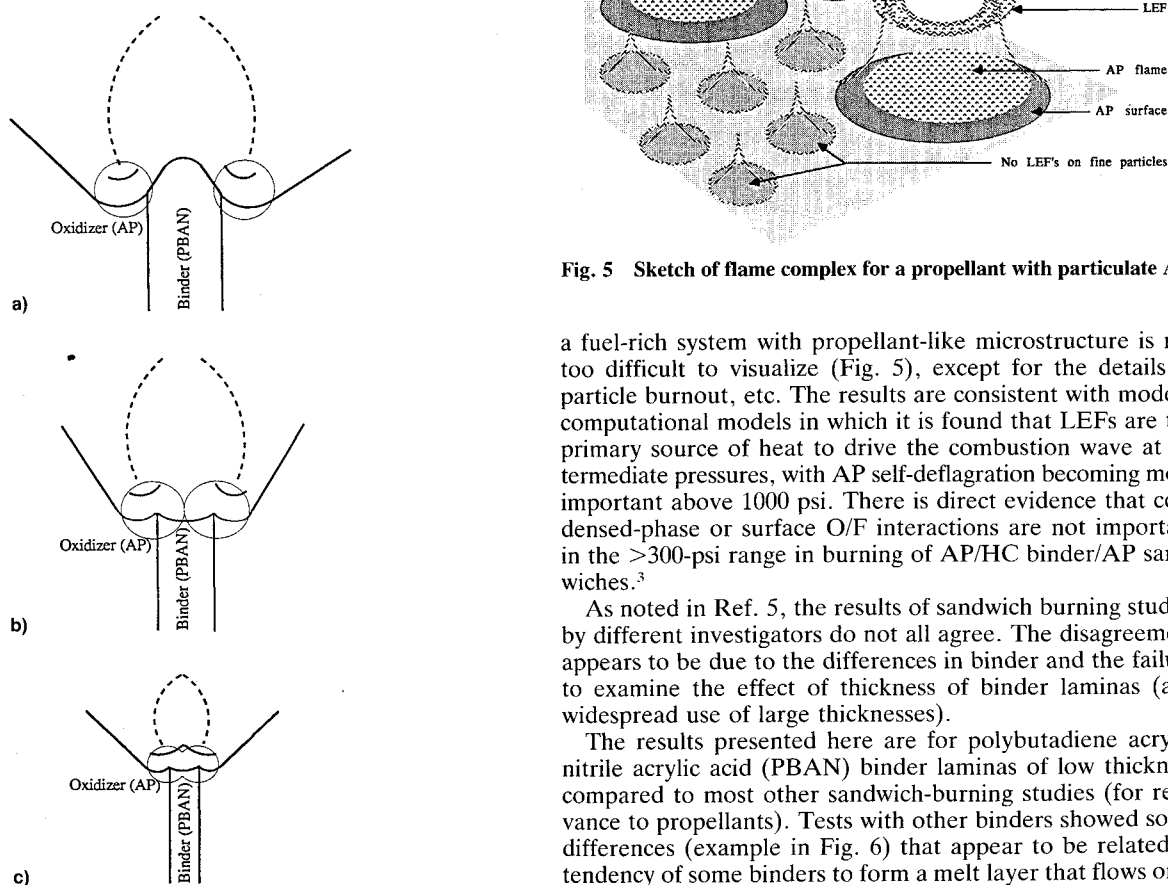 Oxidizer (AP)
Binder (PBAN)
a)
Oxidizer (AP)
Binder (PBAN)
b)
Oxidizer (AP)
Binder (PBAN)
c)
LEF
AP flame
AP surface
No LEF's on fine particles
Fig. 5 Sketch of flame complex for a propellant with particulate
a fuel-rich system with propellant-like microstructure is
too difficult to visualize (Fig. 5), except for the details
particle burnout, etc. The results are consistent with
computational models in which it is found that LEFs are
primary source of heat to drive the combustion wave at
termediate pressures, with AP self-deflagration becoming
important above 1000 psi. There is direct evidence that
densed-phase or surface O/F interactions are not
in the >300-psi range in burning of AP/HC binder/AP
wiches.³
As noted in Ref. 5, the results of sandwich burning
by different investigators do not all agree. The
appears to be due to the differences in binder and the
to examine the effect of thickness of binder laminas
widespread use of large thicknesses).
The results presented here are for polybutadiene
nitrile acrylic acid (PBAN) binder laminas of low
compared to most other sandwich-burning studies (for
vance to propellants). Tests with other binders showed
differences (example in Fig. 6) that appear to be related
tendency of some binders to form a melt layer that flows